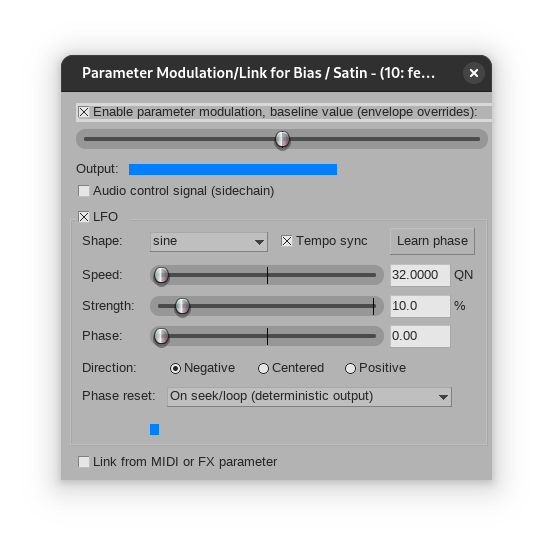 Parameter Modulation/Link for Bias / Satin - (10: fe...
Enable parameter modulation, baseline value (envelope overrides):
Output:
Audio control signal (sidechain)
LFO
Shape: sine Tempo sync Learn phase
Speed: 32.0000 QN
Strength: 10.0 %
Phase: 0.00
Direction: Negative Centered Positive
Phase reset: On seek/loop (deterministic output)
Link from MIDI or FX parameter